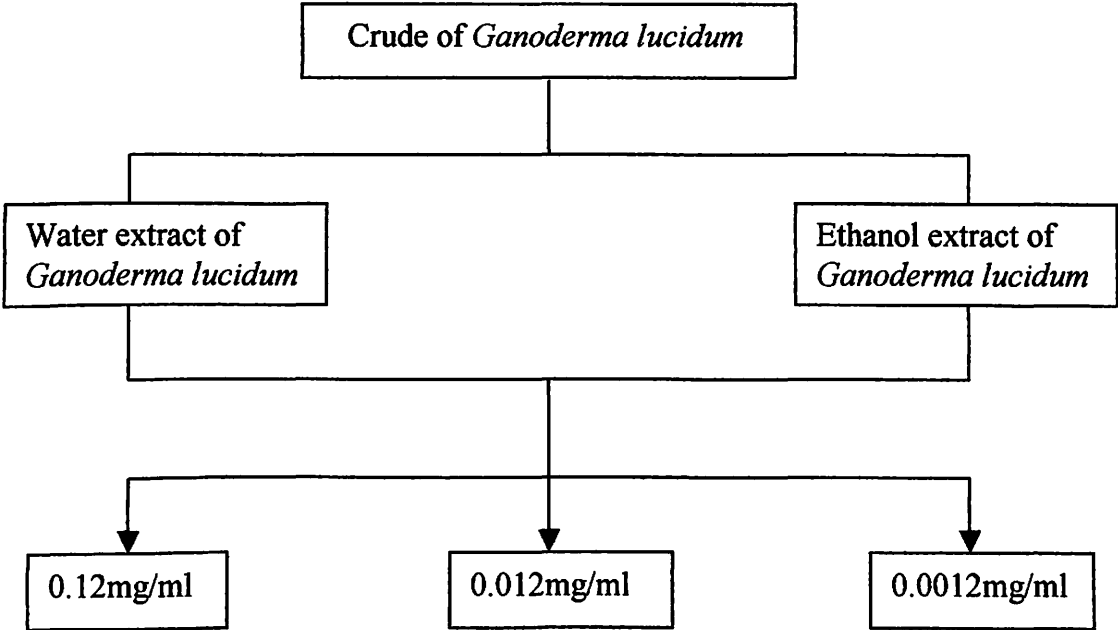 Crude of Ganoderma lucidum
Water extract of
Ganoderma lucidum
Ethanol extract of
Ganoderma lucidum
0.12mg/ml
0.012mg/ml
0.0012mg/ml